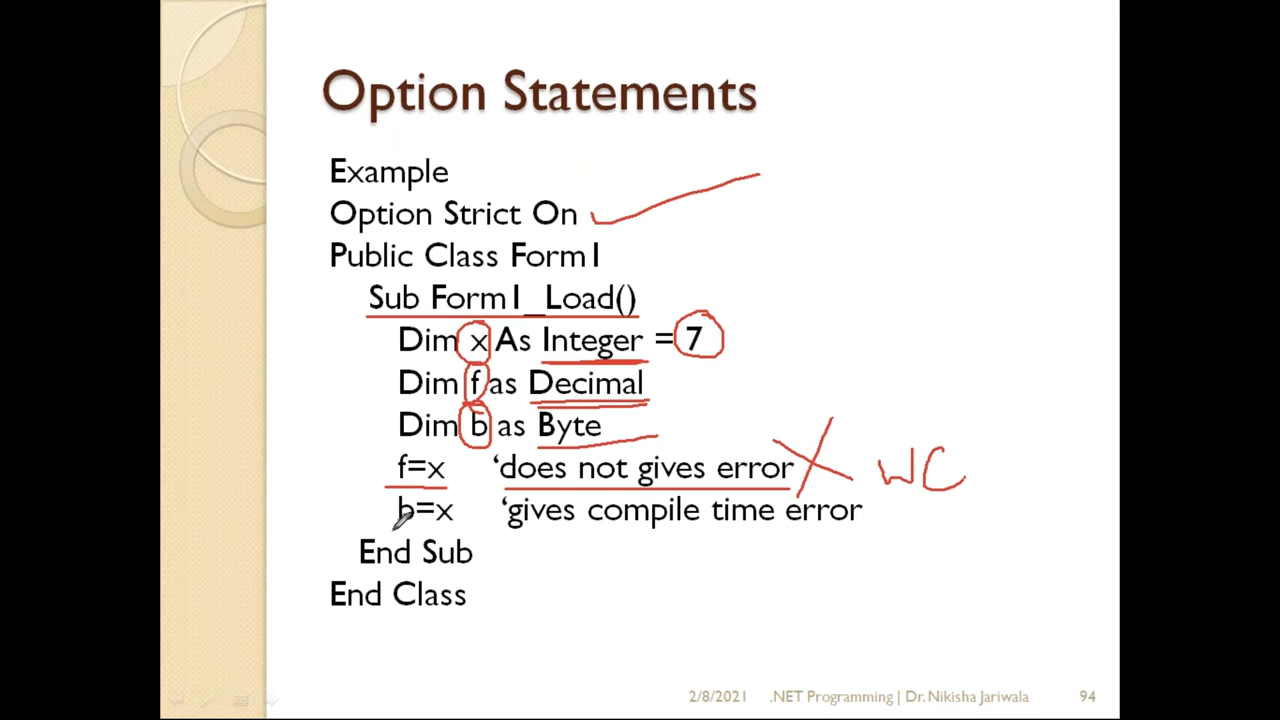 Option Statements
Example
Option Strict On
Public Class Form1
Sub Form1_Load()
Dim x As Integer = 7
Dim f as Decimal
Dim b as Byte
f=x ‘does not gives error WC
b=x ‘gives compile time error
End Sub
End Class
2/8/2021 .NET Programming | Dr. Nikisha Jariwala 94